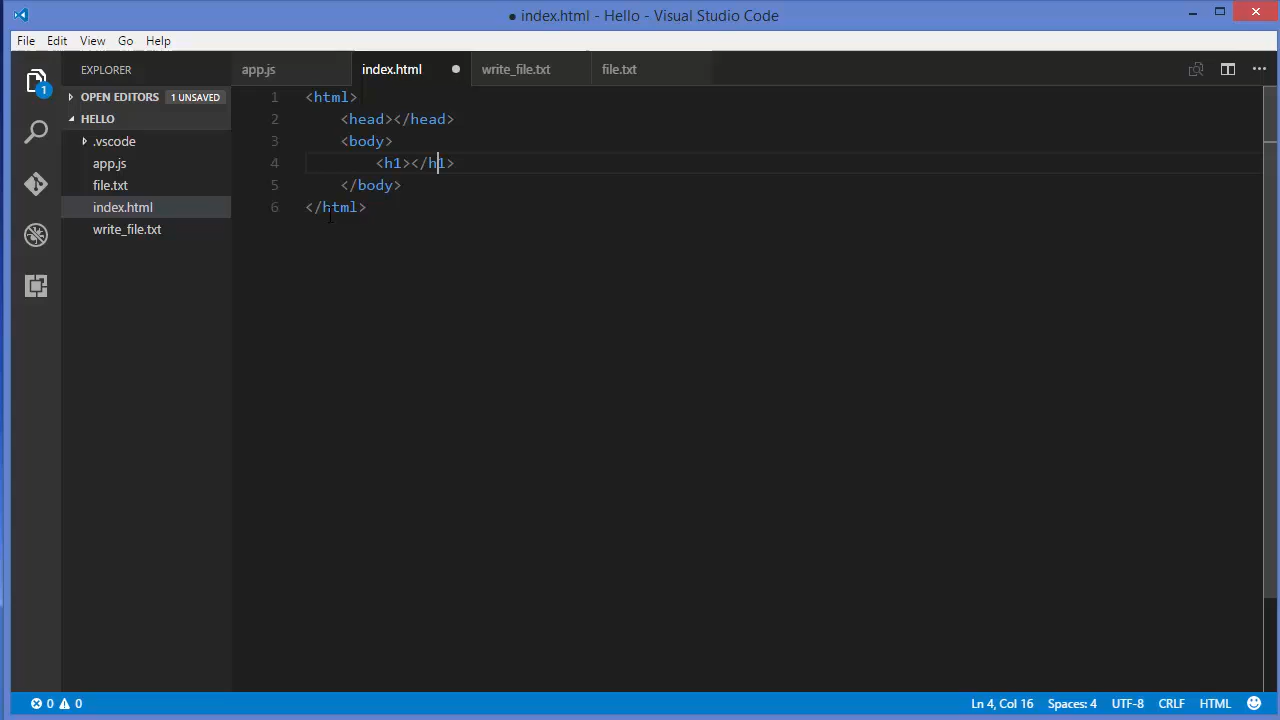 ● index.html - Hello - Visual Studio Code
File Edit View Go Help
EXPLORER
app.js
index.html ●
write_file.txt
file.txt
OPEN EDITORS 1 UNSAVED
HELLO
.vscode
app.js
file.txt
index.html
write_file.txt
1
1 <html>
2 <head></head>
3 <body>
4 <h1></h1>
5 </body>
6 </html>
0 0
Ln 4, Col 16 Spaces: 4 UTF-8 CRLF HTML